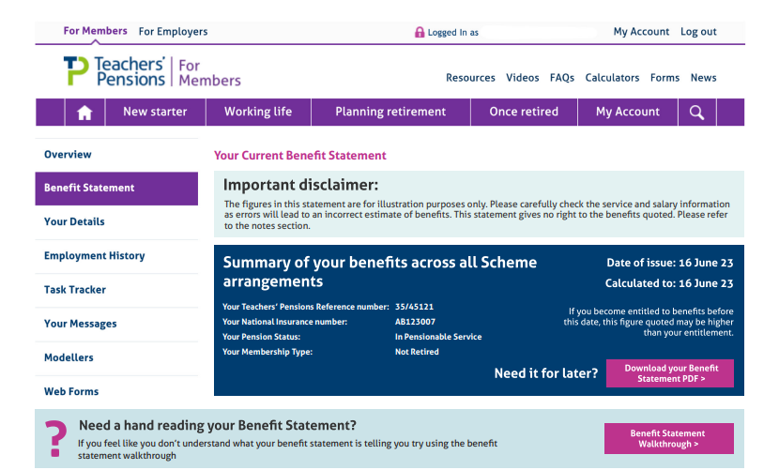 For Members For Employers
Logged In as
My Account Log out
Teachers' Pensions
For Members
Resources Videos FAQs Calculators Forms News
New starter Working life Planning retirement Once retired My Account
Overview
Benefit Statement
Your Details
Employment History
Task Tracker
Your Messages
Modellers
Web Forms
Your Current Benefit Statement
Important disclaimer:
The figures in this statement are for illustration purposes only. Please carefully check the service and salary information
as errors will lead to an incorrect estimate of benefits. This statement gives no right to the benefits quoted. Please refer
to the notes section.
Summary of your benefits across all Scheme
arrangements
Your Teachers' Pensions Reference number: 35/45121
Your National Insurance number: AB123007
Your Pension Status: In Pensionable Service
Your Membership Type: Not Retired
Date of issue: 16 June 23
Calculated to: 16 June 23
If you become entitled to benefits before
this date, this figure quoted may be higher
than your entitlement.
Need it for later?
Download your Benefit
Statement PDF >
?
Need a hand reading your Benefit Statement?
If you feel like you don't understand what your benefit statement is telling you try using the benefit
statement walkthrough
Benefit Statement
Walkthrough >